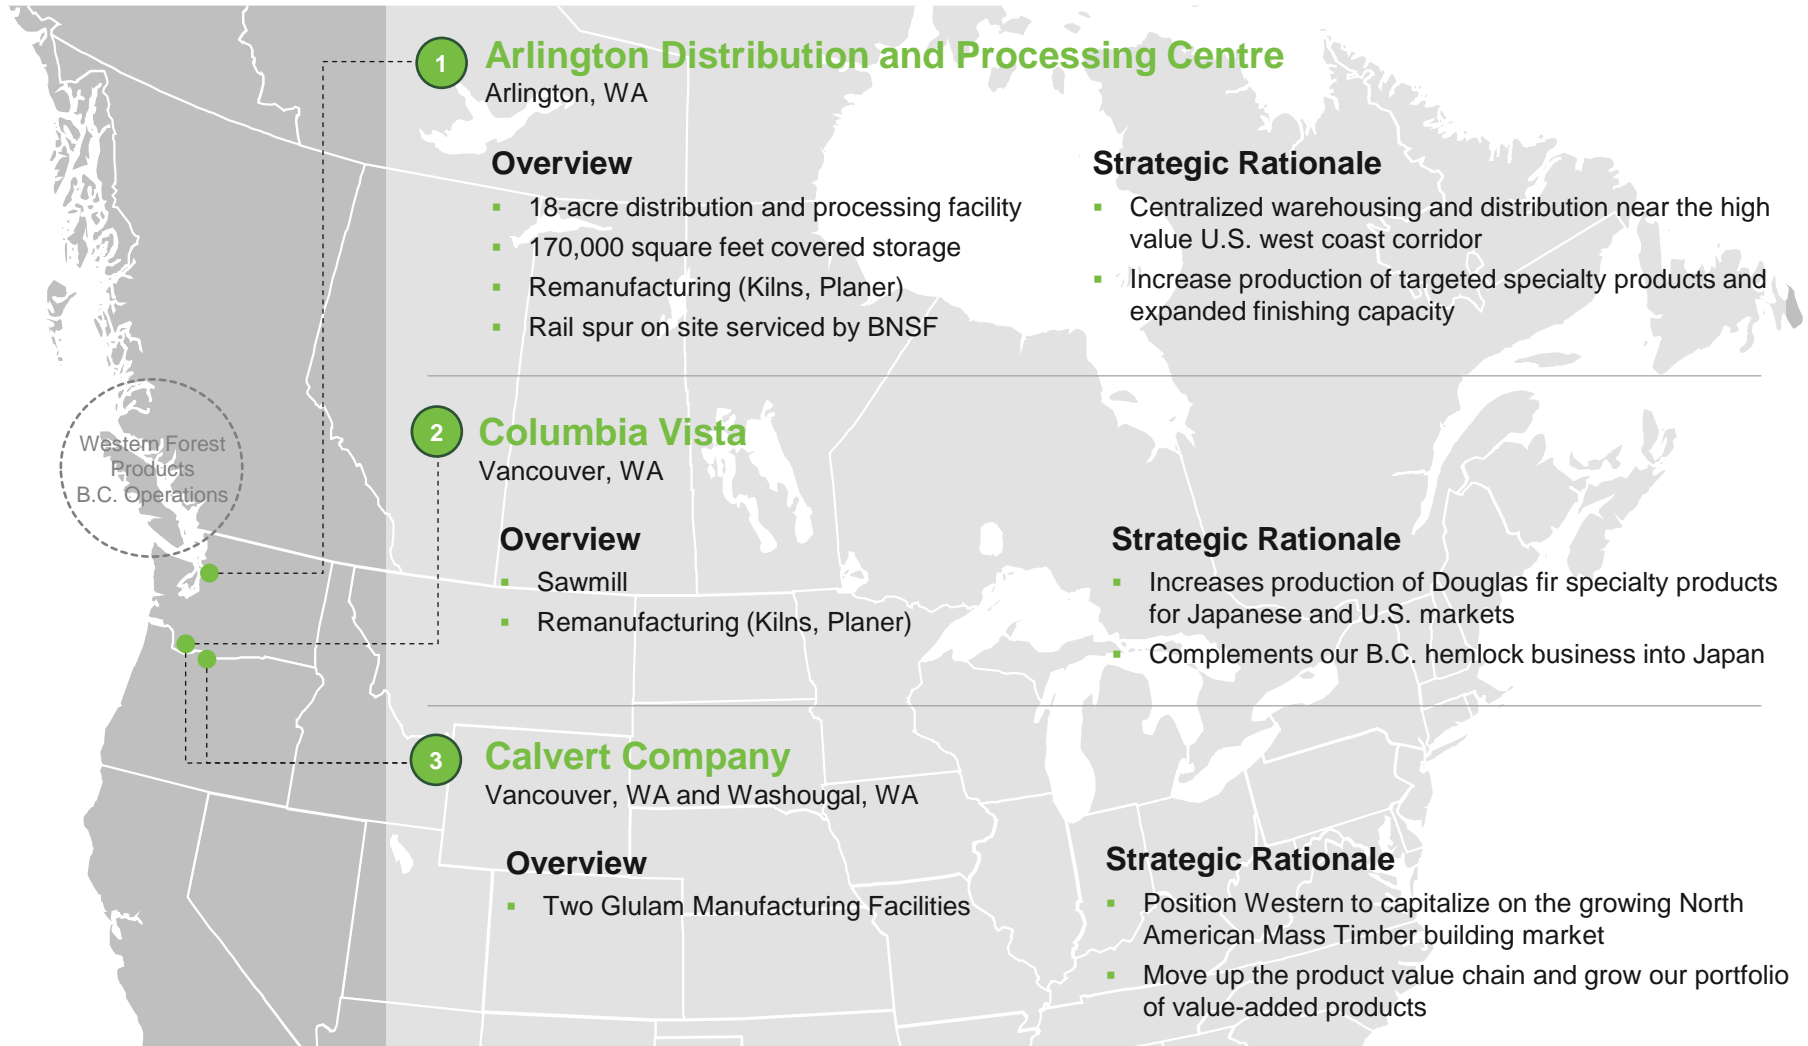 1
Arlington Distribution and Processing Centre
Arlington, WA
Overview
▪ 18-acre distribution and processing facility
▪ 170,000 square feet covered storage
▪ Remanufacturing (Kilns, Planer)
▪ Rail spur on site serviced by BNSF
Strategic Rationale
▪ Centralized warehousing and distribution near the high
value U.S. west coast corridor
▪ Increase production of targeted specialty products and
expanded finishing capacity
Western Forest
Products
B.C. Operations
2
Columbia Vista
Vancouver, WA
Overview
▪ Sawmill
▪ Remanufacturing (Kilns, Planer)
Strategic Rationale
▪ Increases production of Douglas fir specialty products
for Japanese and U.S. markets
▪ Complements our B.C. hemlock business into Japan
3
Calvert Company
Vancouver, WA and Washougal, WA
Overview
▪ Two Glulam Manufacturing Facilities
Strategic Rationale
▪ Position Western to capitalize on the growing North
American Mass Timber building market
▪ Move up the product value chain and grow our portfolio
of value-added products